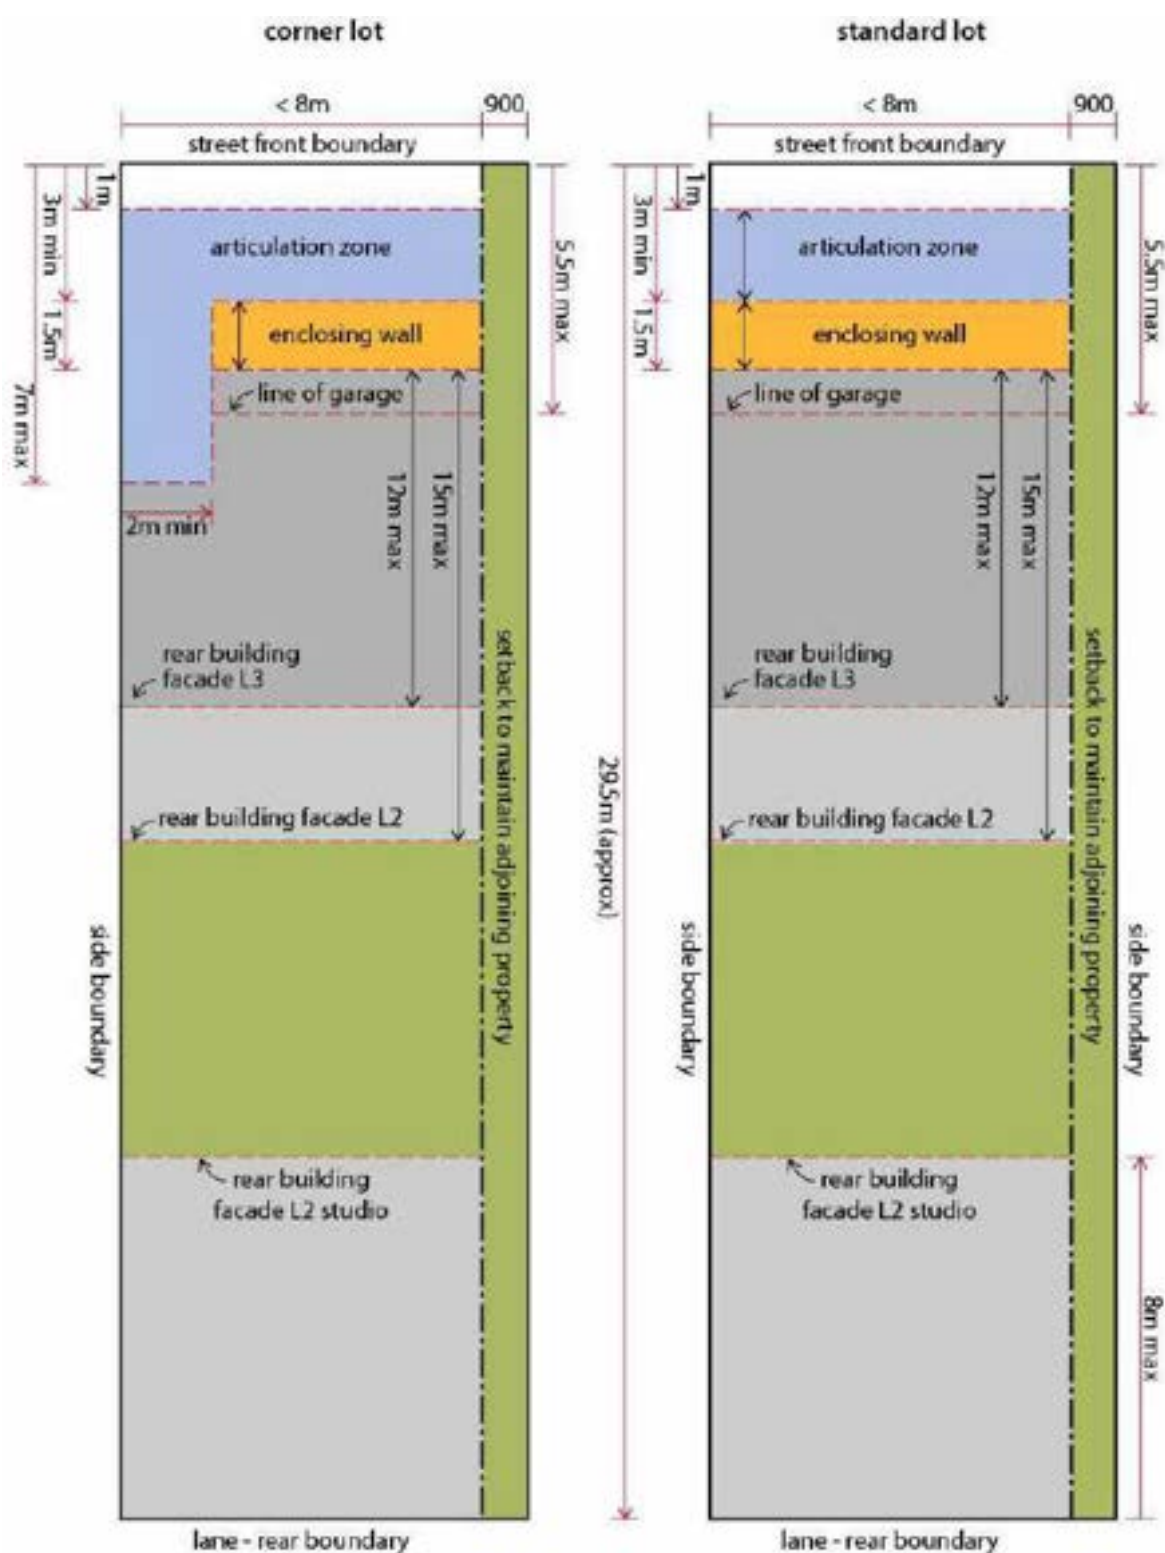 corner lot
< 8m
900
street front boundary
1m
3m min
1.5m
7m max
5.5m max
articulation zone
enclosing wall
line of garage
12m max
15m max
2m min
rear building
facade L3
rear building facade L2
setback to maintain adjoining property
side boundary
rear building
facade L2 studio
lane - rear boundary
29.5m (approx)
standard lot
< 8m
900
street front boundary
1m
3m min
1.5m
5.5m max
articulation zone
enclosing wall
line of garage
12m max
15m max
rear building
facade L3
rear building facade L2
setback to maintain adjoining property
side boundary
side boundary
rear building
facade L2 studio
8m max
lane - rear boundary